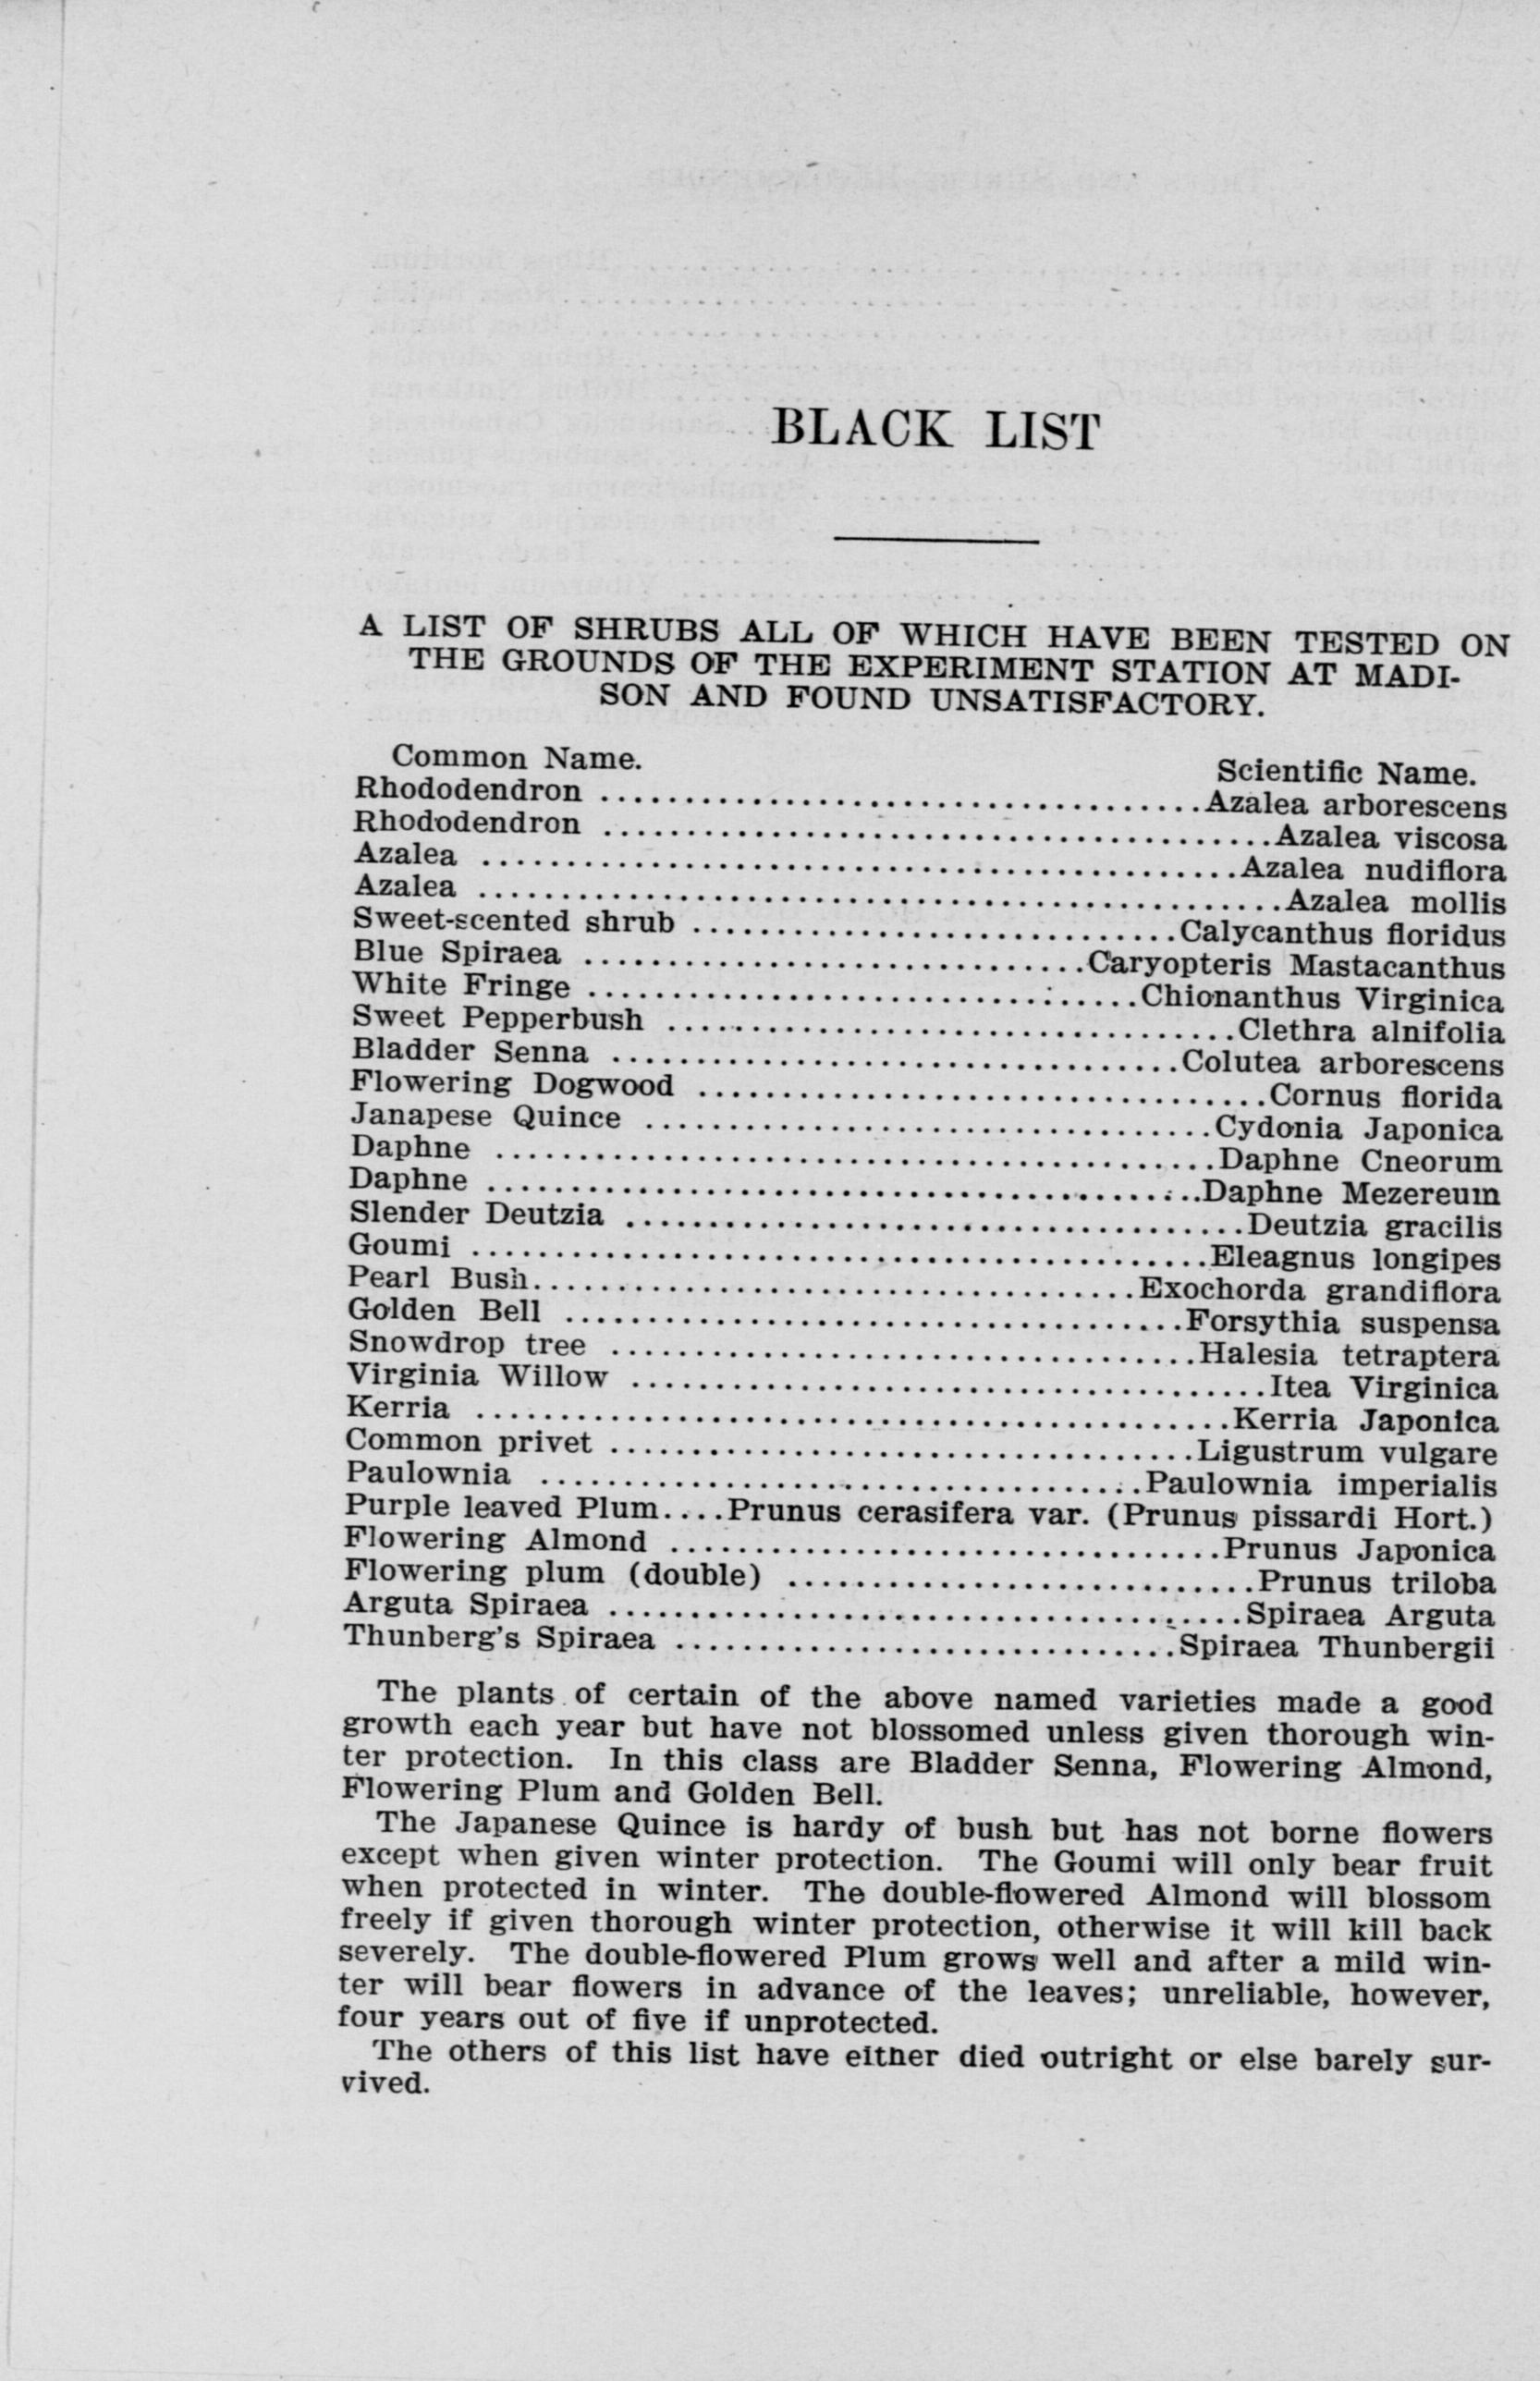 BLACK LIST
A LIST OF SHRUBS ALL OF WHICH HAVE BEEN TESTED ON
THE GROUNDS OF THE EXPERIMENT STATION AT MADI-
SON AND FOUND UNSATISFACTORY.
Common Name. Scientific Name.
Rhododendron ........................................ Azalea arborescens
Rhododendron ........................................ Azalea viscosa
Azalea ........................................ Azalea nudiflora
Azalea ........................................ Azalea mollis
Sweet-scented shrub ........................................ Calycanthus floridus
Blue Spiraea ........................................ Caryopteris Mastacanthus
White Fringe ........................................ Chionanthus Virginica
Sweet Pepperbush ........................................ Clethra alnifolia
Bladder Senna ........................................ Colutea arborescens
Flowering Dogwood ........................................ Cornus florida
Janapese Quince ........................................ Cydonia Japonica
Daphne ........................................ Daphne Cneorum
Daphne ........................................ Daphne Mezereum
Slender Deutzia ........................................ Deutzia gracilis
Goumi ........................................ Eleagnus longipes
Pearl Bush........................................ Exochorda grandiflora
Golden Bell ........................................ Forsythia suspensa
Snowdrop tree ........................................ Halesia tetraptera
Virginia Willow ........................................ Itea Virginica
Kerria ........................................ Kerria Japonica
Common privet ........................................ Ligustrum vulgare
Paulownia ........................................ Paulownia imperialis
Purple leaved Plum....Prunus cerasifera var. (Prunus pissardi Hort.)
Flowering Almond ........................................ Prunus Japonica
Flowering plum (double) ........................................ Prunus triloba
Arguta Spiraea ........................................ Spiraea Arguta
Thunberg's Spiraea ........................................ Spiraea Thunbergii
The plants of certain of the above named varieties made a good
growth each year but have not blossomed unless given thorough win-
ter protection. In this class are Bladder Senna, Flowering Almond,
Flowering Plum and Golden Bell.
The Japanese Quince is hardy of bush but has not borne flowers
except when given winter protection. The Goumi will only bear fruit
when protected in winter. The double-flowered Almond will blossom
freely if given thorough winter protection, otherwise it will kill back
severely. The double-flowered Plum grows well and after a mild win-
ter will bear flowers in advance of the leaves; unreliable, however,
four years out of five if unprotected.
The others of this list have either died outright or else barely sur-
vived.